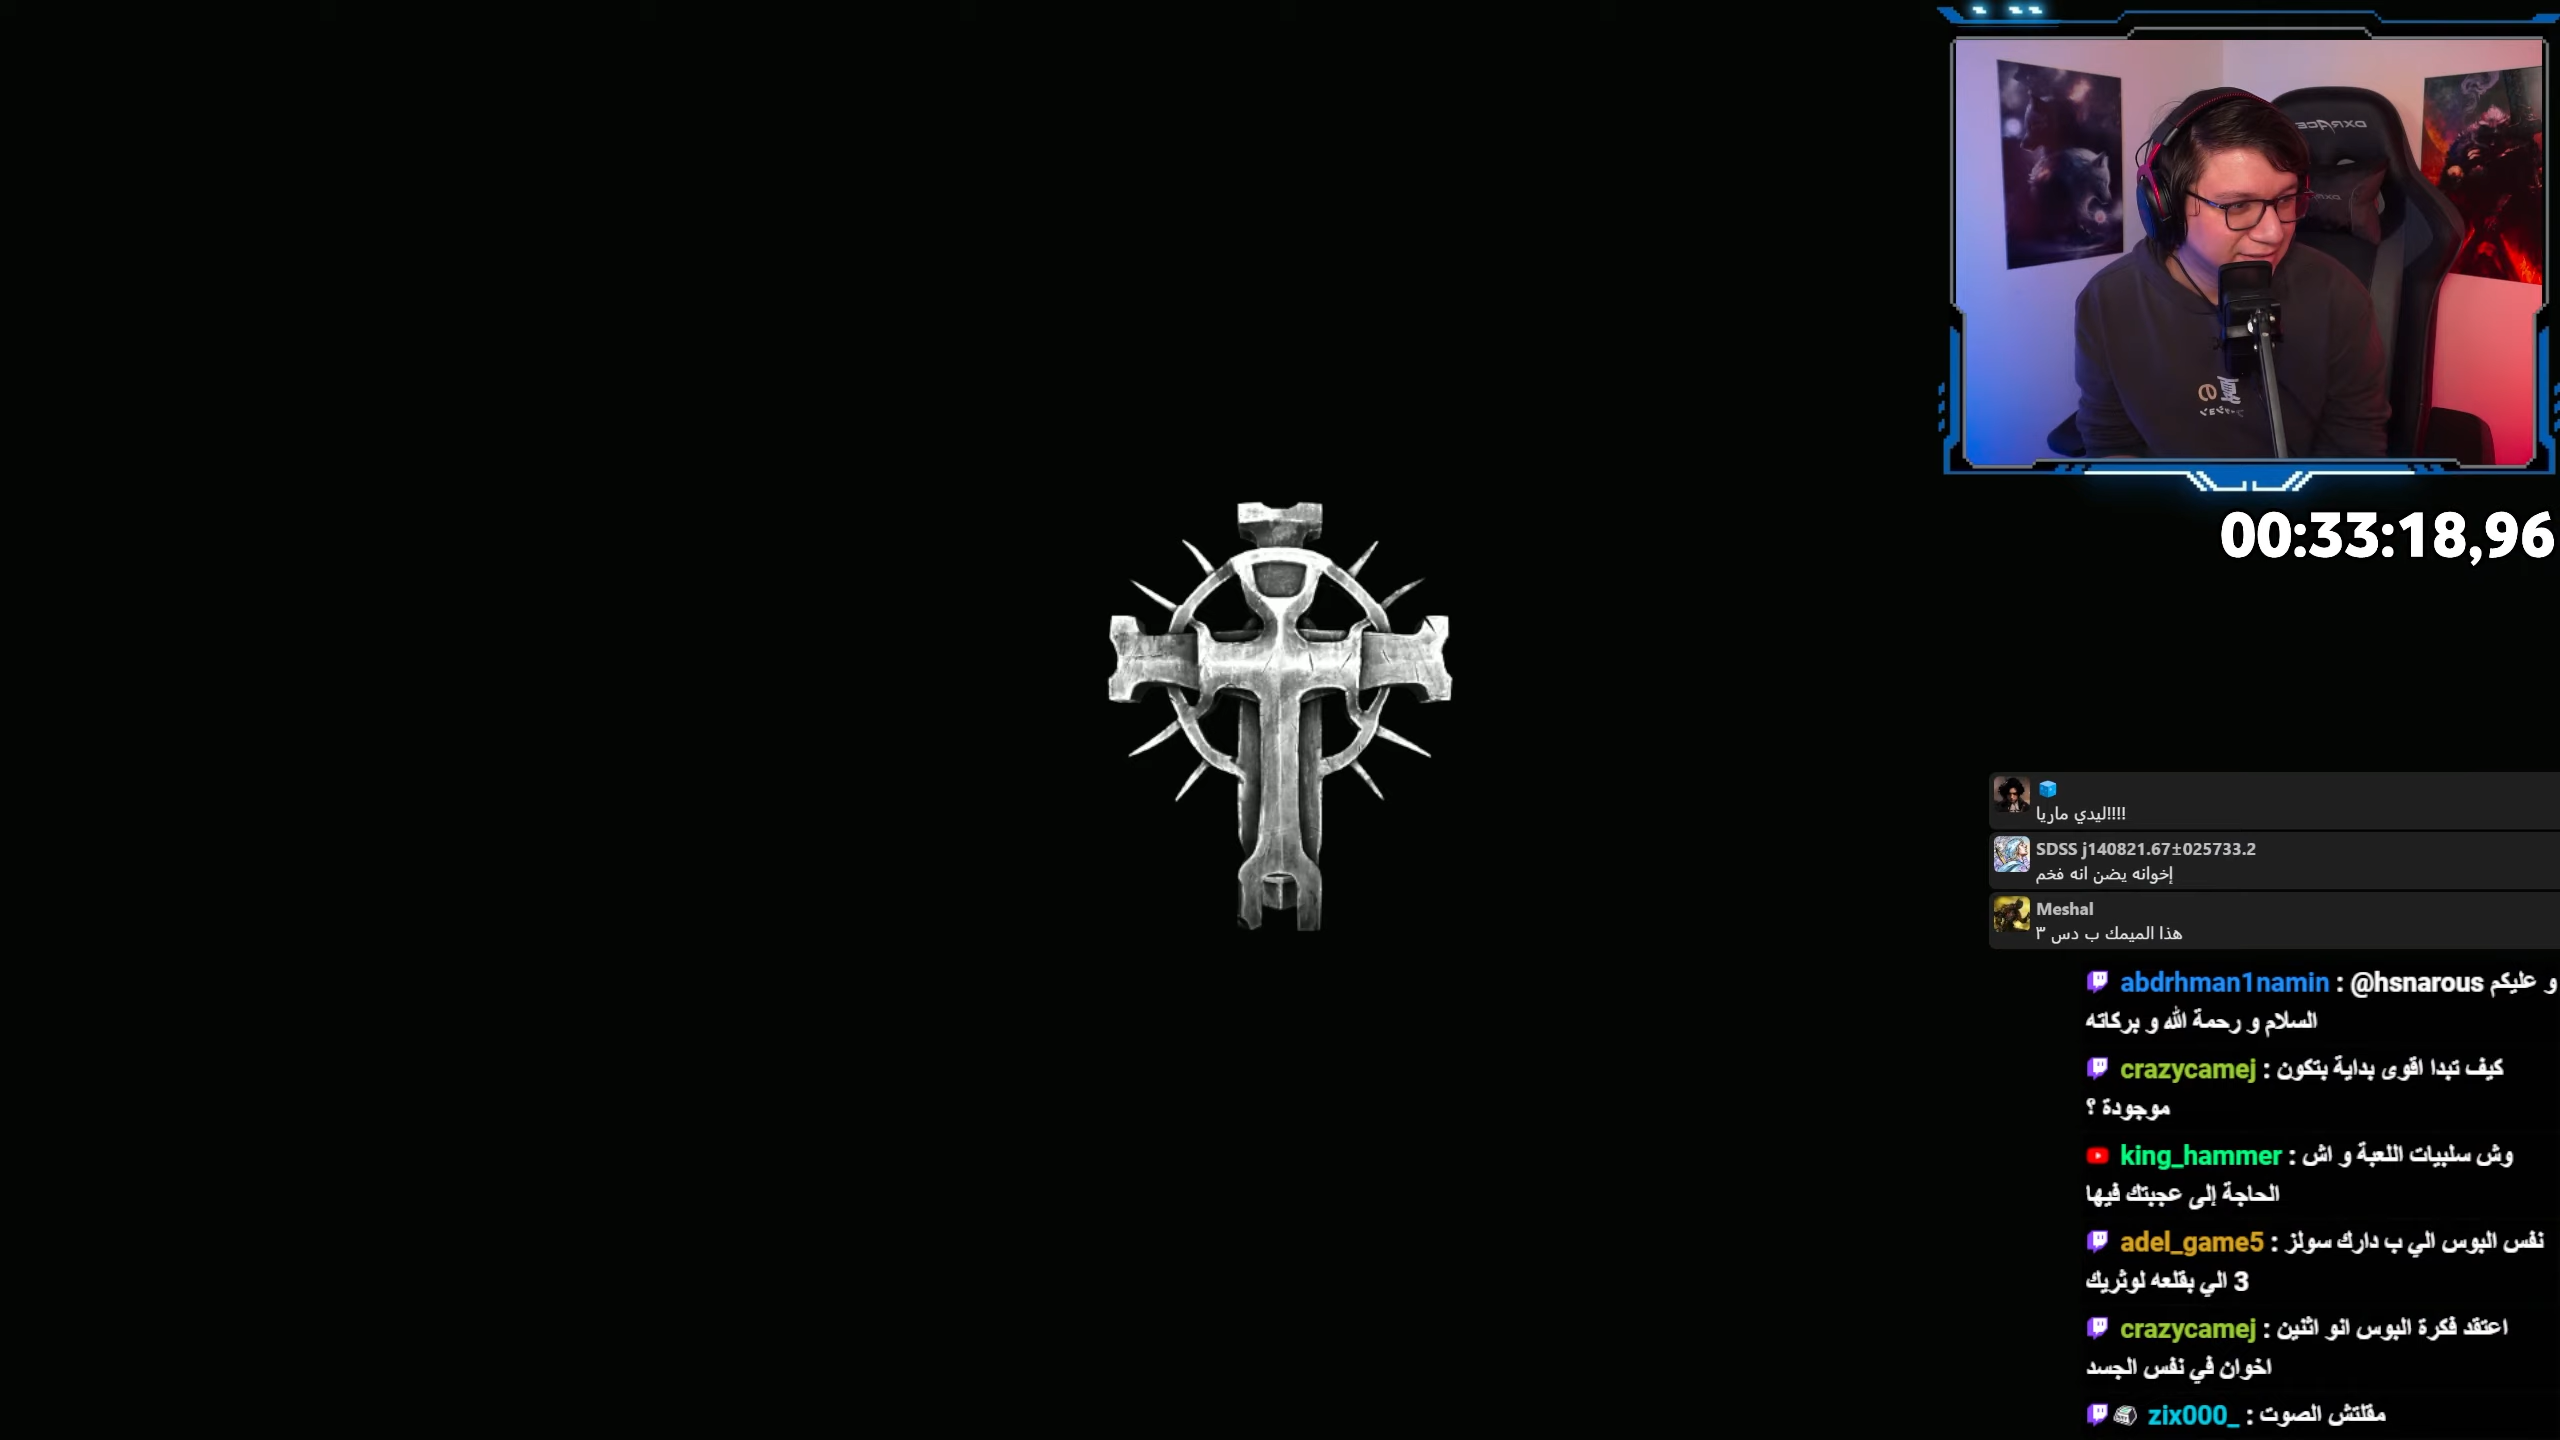 DXRACER
00:33:18,96
ليدي ماريا!!!!
SDSS j140821.67±025733.2
إخوانه يضن انه فخم
Meshal
هذا الميمك ب دس ٣
abdrhman1namin : @hsnarous و عليكم
السلام و رحمة الله و بركاته
crazycamej : كيف تبدا اقوى بداية بتكون
موجودة ؟
king_hammer : وش سلبيات اللعبة و اش
الحاجة إلى عجبتك فيها
adel_game5 : نفس البوس الي ب دارك سولز
3 الي بقلعه لوثريك
crazycamej : اعتقد فكرة البوس انو اثنين
اخوان في نفس الجسد
zix000_ : مقلتش الصوت